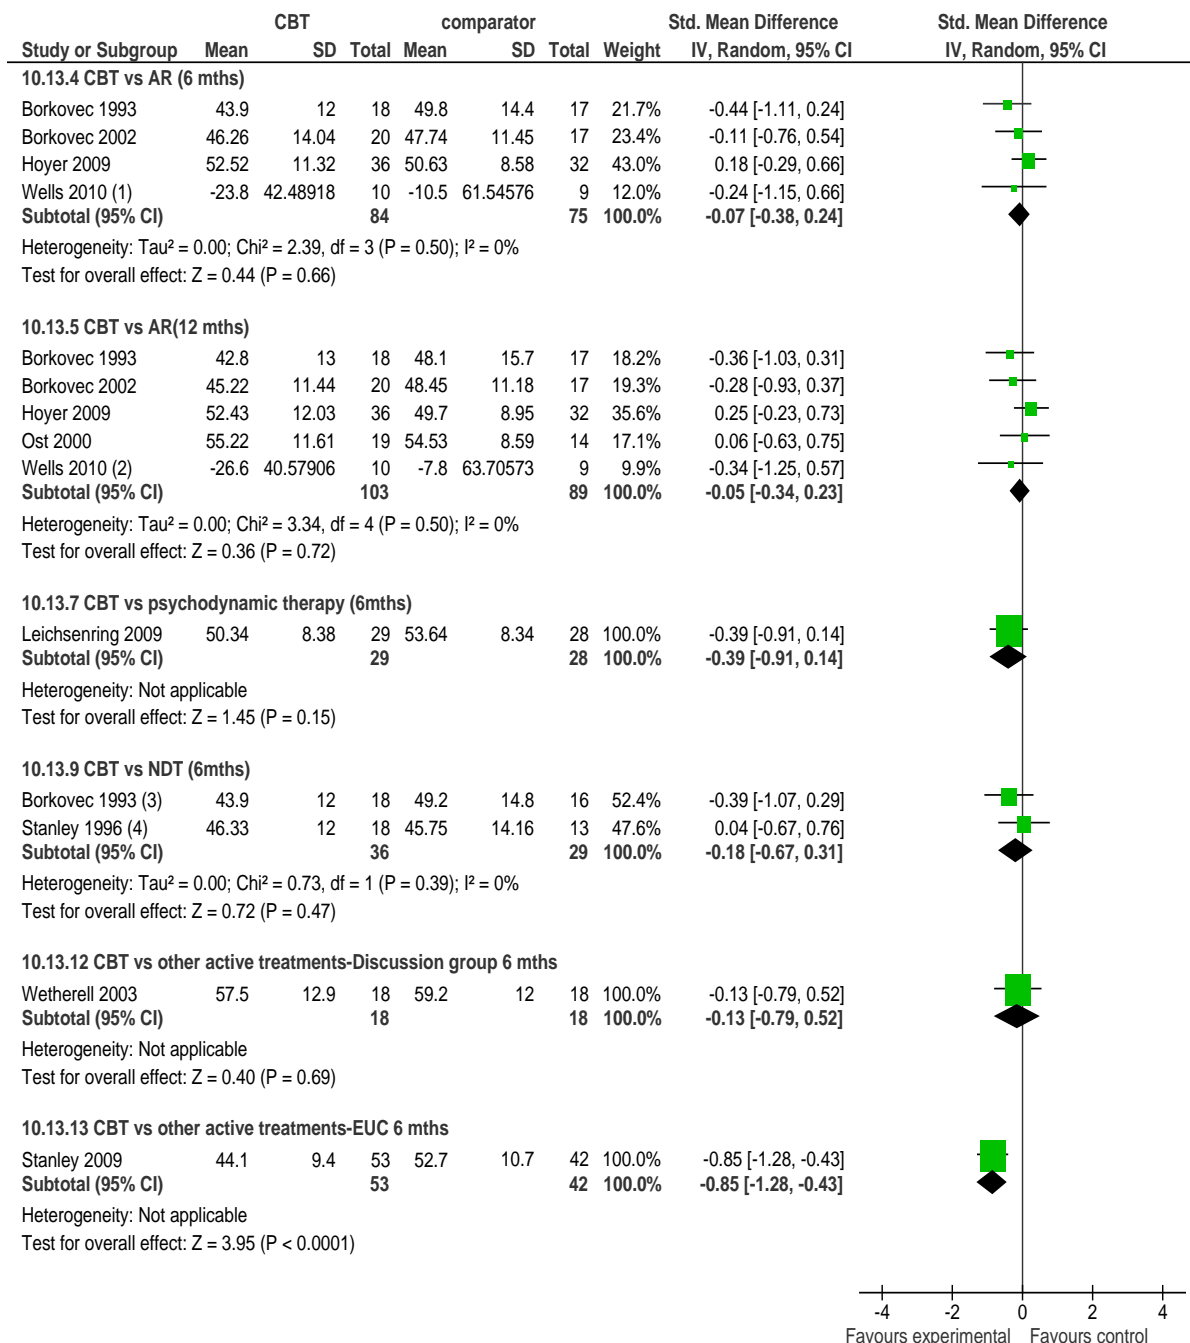 CBT comparator Std. Mean Difference Std. Mean Difference
Study or Subgroup Mean SD Total Mean SD Total Weight IV, Random, 95% CI IV, Random, 95% CI
10.13.4 CBT vs AR (6 mths)
Borkovec 1993 43.9 12 18 49.8 14.4 17 21.7% -0.44 [-1.11, 0.24]
Borkovec 2002 46.26 14.04 20 47.74 11.45 17 23.4% -0.11 [-0.76, 0.54]
Hoyer 2009 52.52 11.32 36 50.63 8.58 32 43.0% 0.18 [-0.29, 0.66]
Wells 2010 (1) -23.8 42.48918 10 -10.5 61.54576 9 12.0% -0.24 [-1.15, 0.66]
Subtotal (95% CI) 84 75 100.0% -0.07 [-0.38, 0.24]
Heterogeneity: Tau² = 0.00; Chi² = 2.39, df = 3 (P = 0.50); I² = 0%
Test for overall effect: Z = 0.44 (P = 0.66)
10.13.5 CBT vs AR(12 mths)
Borkovec 1993 42.8 13 18 48.1 15.7 17 18.2% -0.36 [-1.03, 0.31]
Borkovec 2002 45.22 11.44 20 48.45 11.18 17 19.3% -0.28 [-0.93, 0.37]
Hoyer 2009 52.43 12.03 36 49.7 8.95 32 35.6% 0.25 [-0.23, 0.73]
Ost 2000 55.22 11.61 19 54.53 8.59 14 17.1% 0.06 [-0.63, 0.75]
Wells 2010 (2) -26.6 40.57906 10 -7.8 63.70573 9 9.9% -0.34 [-1.25, 0.57]
Subtotal (95% CI) 103 89 100.0% -0.05 [-0.34, 0.23]
Heterogeneity: Tau² = 0.00; Chi² = 3.34, df = 4 (P = 0.50); I² = 0%
Test for overall effect: Z = 0.36 (P = 0.72)
10.13.7 CBT vs psychodynamic therapy (6mths)
Leichsenring 2009 50.34 8.38 29 53.64 8.34 28 100.0% -0.39 [-0.91, 0.14]
Subtotal (95% CI) 29 28 100.0% -0.39 [-0.91, 0.14]
Heterogeneity: Not applicable
Test for overall effect: Z = 1.45 (P = 0.15)
10.13.9 CBT vs NDT (6mths)
Borkovec 1993 (3) 43.9 12 18 49.2 14.8 16 52.4% -0.39 [-1.07, 0.29]
Stanley 1996 (4) 46.33 12 18 45.75 14.16 13 47.6% 0.04 [-0.67, 0.76]
Subtotal (95% CI) 36 29 100.0% -0.18 [-0.67, 0.31]
Heterogeneity: Tau² = 0.00; Chi² = 0.73, df = 1 (P = 0.39); I² = 0%
Test for overall effect: Z = 0.72 (P = 0.47)
10.13.12 CBT vs other active treatments-Discussion group 6 mths
Wetherell 2003 57.5 12.9 18 59.2 12 18 100.0% -0.13 [-0.79, 0.52]
Subtotal (95% CI) 18 18 100.0% -0.13 [-0.79, 0.52]
Heterogeneity: Not applicable
Test for overall effect: Z = 0.40 (P = 0.69)
10.13.13 CBT vs other active treatments-EUC 6 mths
Stanley 2009 44.1 9.4 53 52.7 10.7 42 100.0% -0.85 [-1.28, -0.43]
Subtotal (95% CI) 53 42 100.0% -0.85 [-1.28, -0.43]
Heterogeneity: Not applicable
Test for overall effect: Z = 3.95 (P < 0.0001)
-4 -2 0 2 4
Favours experimental Favours control